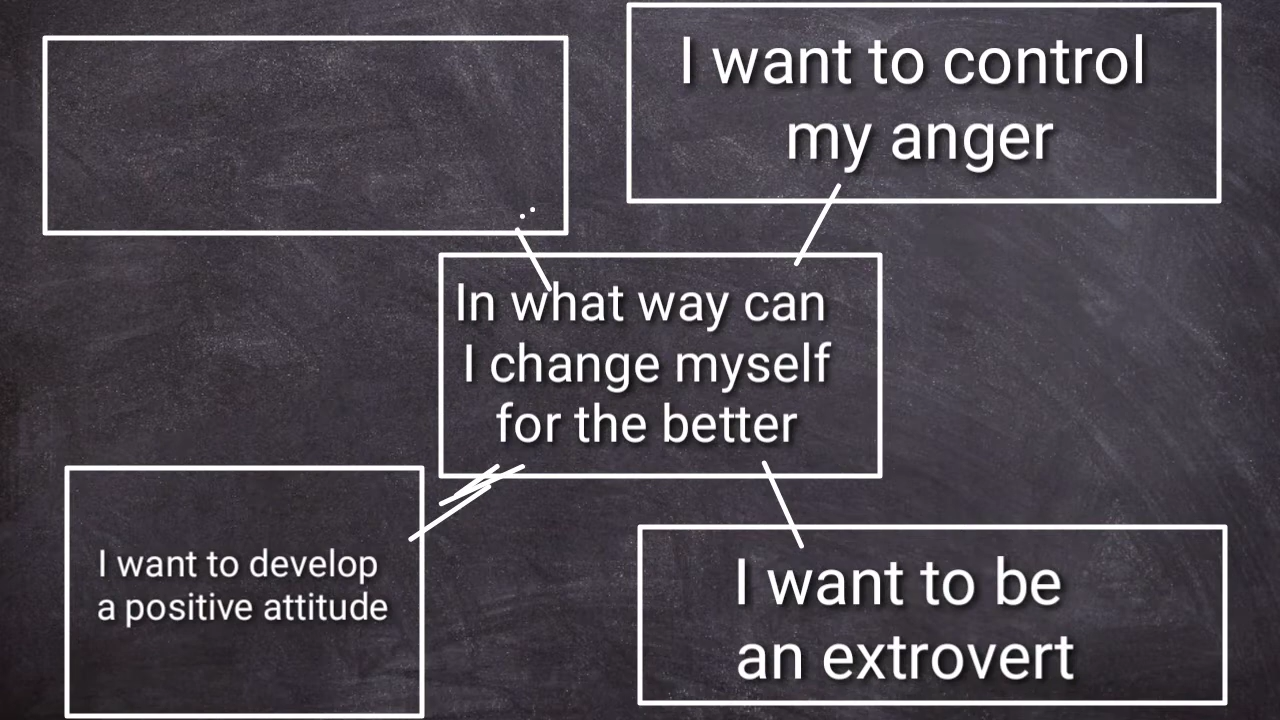 I want to control
my anger
In what way can
I change myself
for the better
I want to develop
a positive attitude
I want to be
an extrovert